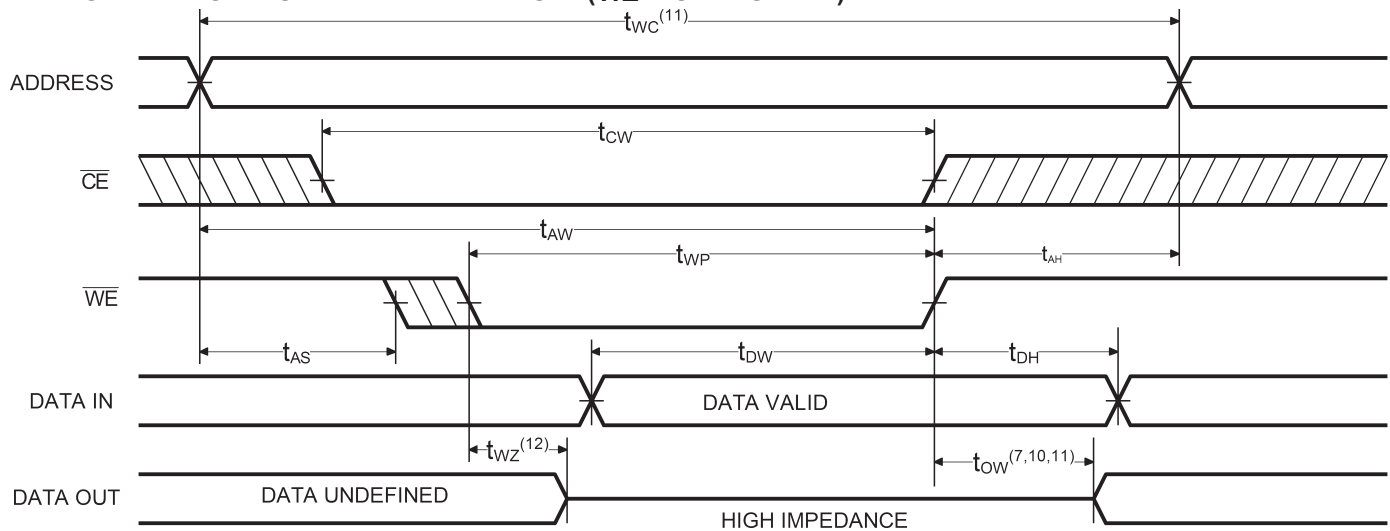 tWC(11)
ADDRESS
tCW
CE
tAW
tWP
tAH
WE
tAS
tDW
tDH
DATA IN
DATA VALID
tWZ(12)
tOW(7,10,11)
DATA OUT
DATA UNDEFINED
HIGH IMPEDANCE